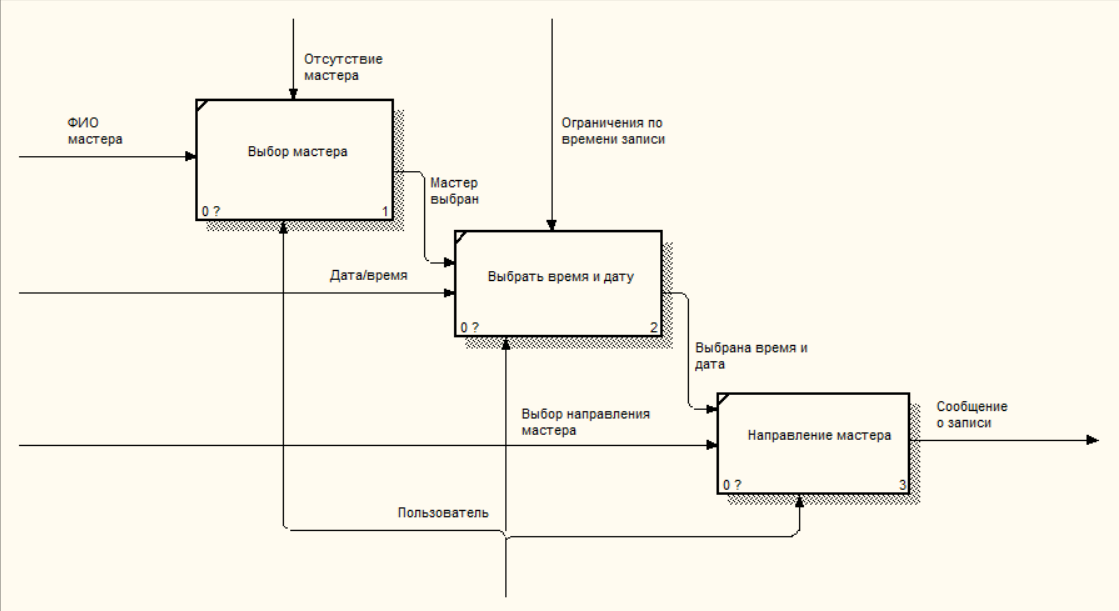 Отсутствие
мастера
ФИО
мастера
Ограничения по
времени записи
Выбор мастера
0 ?
1
Мастер
выбран
Дата/время
Выбрать время и дату
0 ?
2
Выбрана время и
дата
Выбор направления
мастера
Направление мастера
0 ?
3
Сообщение
о записи
Пользователь